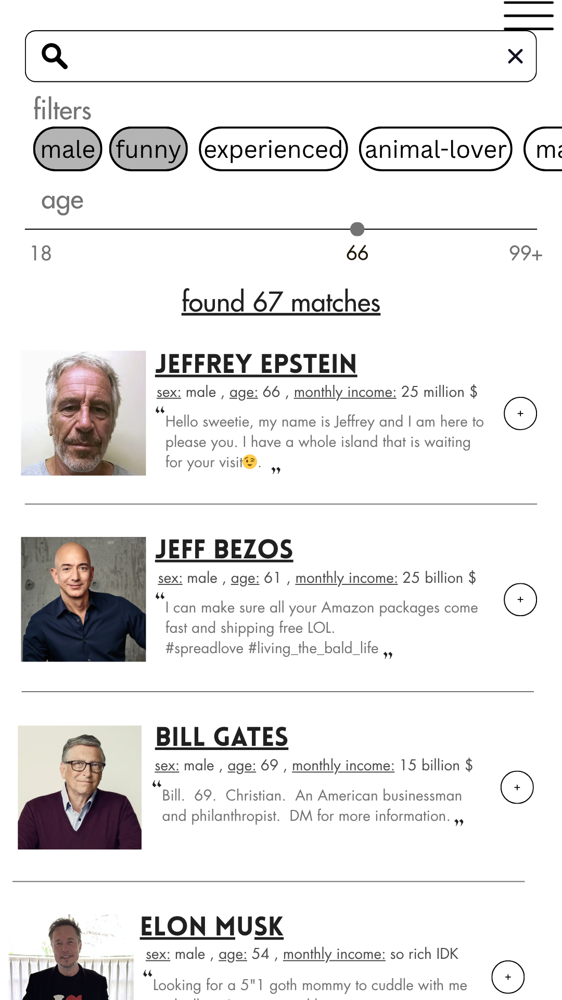 filters
male funny experienced animal-lover ma
age
18 66 99+
found 67 matches
JEFFREY EPSTEIN
sex: male , age: 66 , monthly income: 25 million $
“Hello sweetie, my name is Jeffrey and I am here to
please you. I have a whole island that is waiting
for your visit😉. ”
+
JEFF BEZOS
sex: male , age: 61 , monthly income: 25 billion $
“I can make sure all your Amazon packages come
fast and shipping free LOL.
#spreadlove #living_the_bald_life ”
+
BILL GATES
sex: male , age: 69 , monthly income: 15 billion $
“Bill. 69. Christian. An American businessman
and philanthropist. DM for more information. ”
+
ELON MUSK
sex: male , age: 54 , monthly income: so rich IDK
“Looking for a 5"1 goth mommy to cuddle with me
+